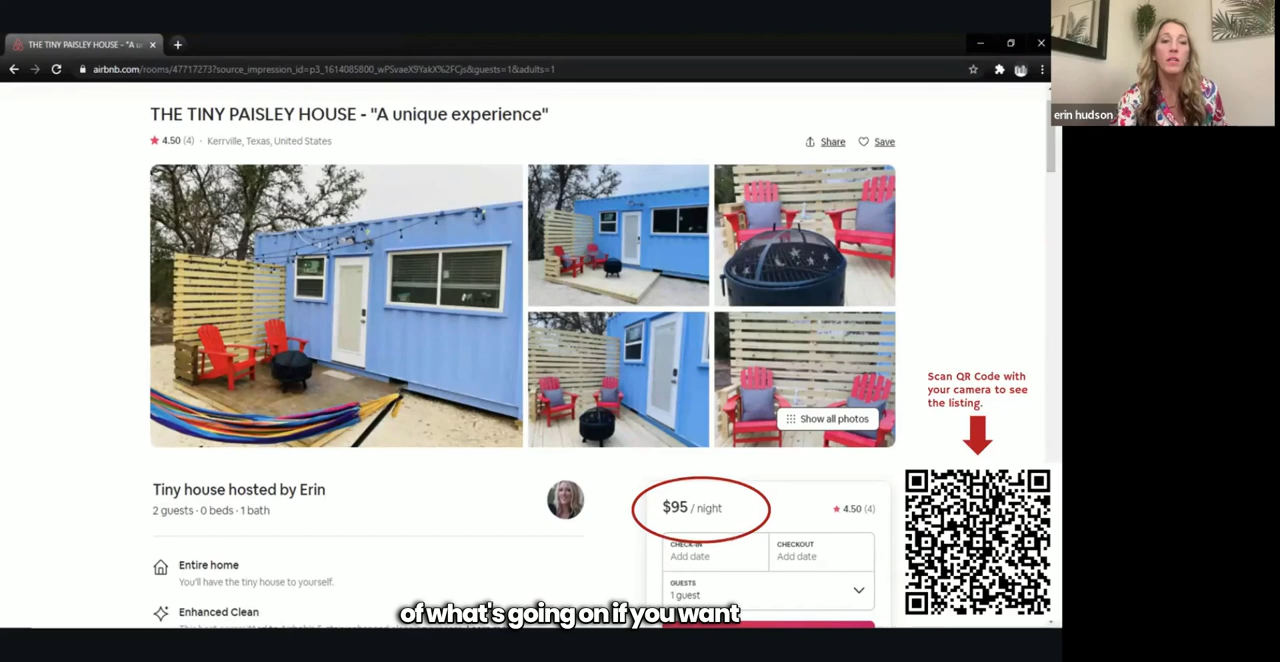 THE TINY PAISLEY HOUSE - "A u
airbnb.com/rooms/47717273?source_impression_id=p3_1614085800_wPSvaeX9YakX%2FCjs&guests=1&adults=1
erin hudson
THE TINY PAISLEY HOUSE - "A unique experience"
4.50 (4) · Kerrville, Texas, United States
Share
Save
Show all photos
Scan QR Code with
your camera to see
the listing.
Tiny house hosted by Erin
2 guests · 0 beds · 1 bath
$95 / night
4.50 (4)
CHECK-IN
Add date
CHECKOUT
Add date
GUESTS
1 guest
Entire home
You'll have the tiny house to yourself.
Enhanced Clean
of what's going on if you want